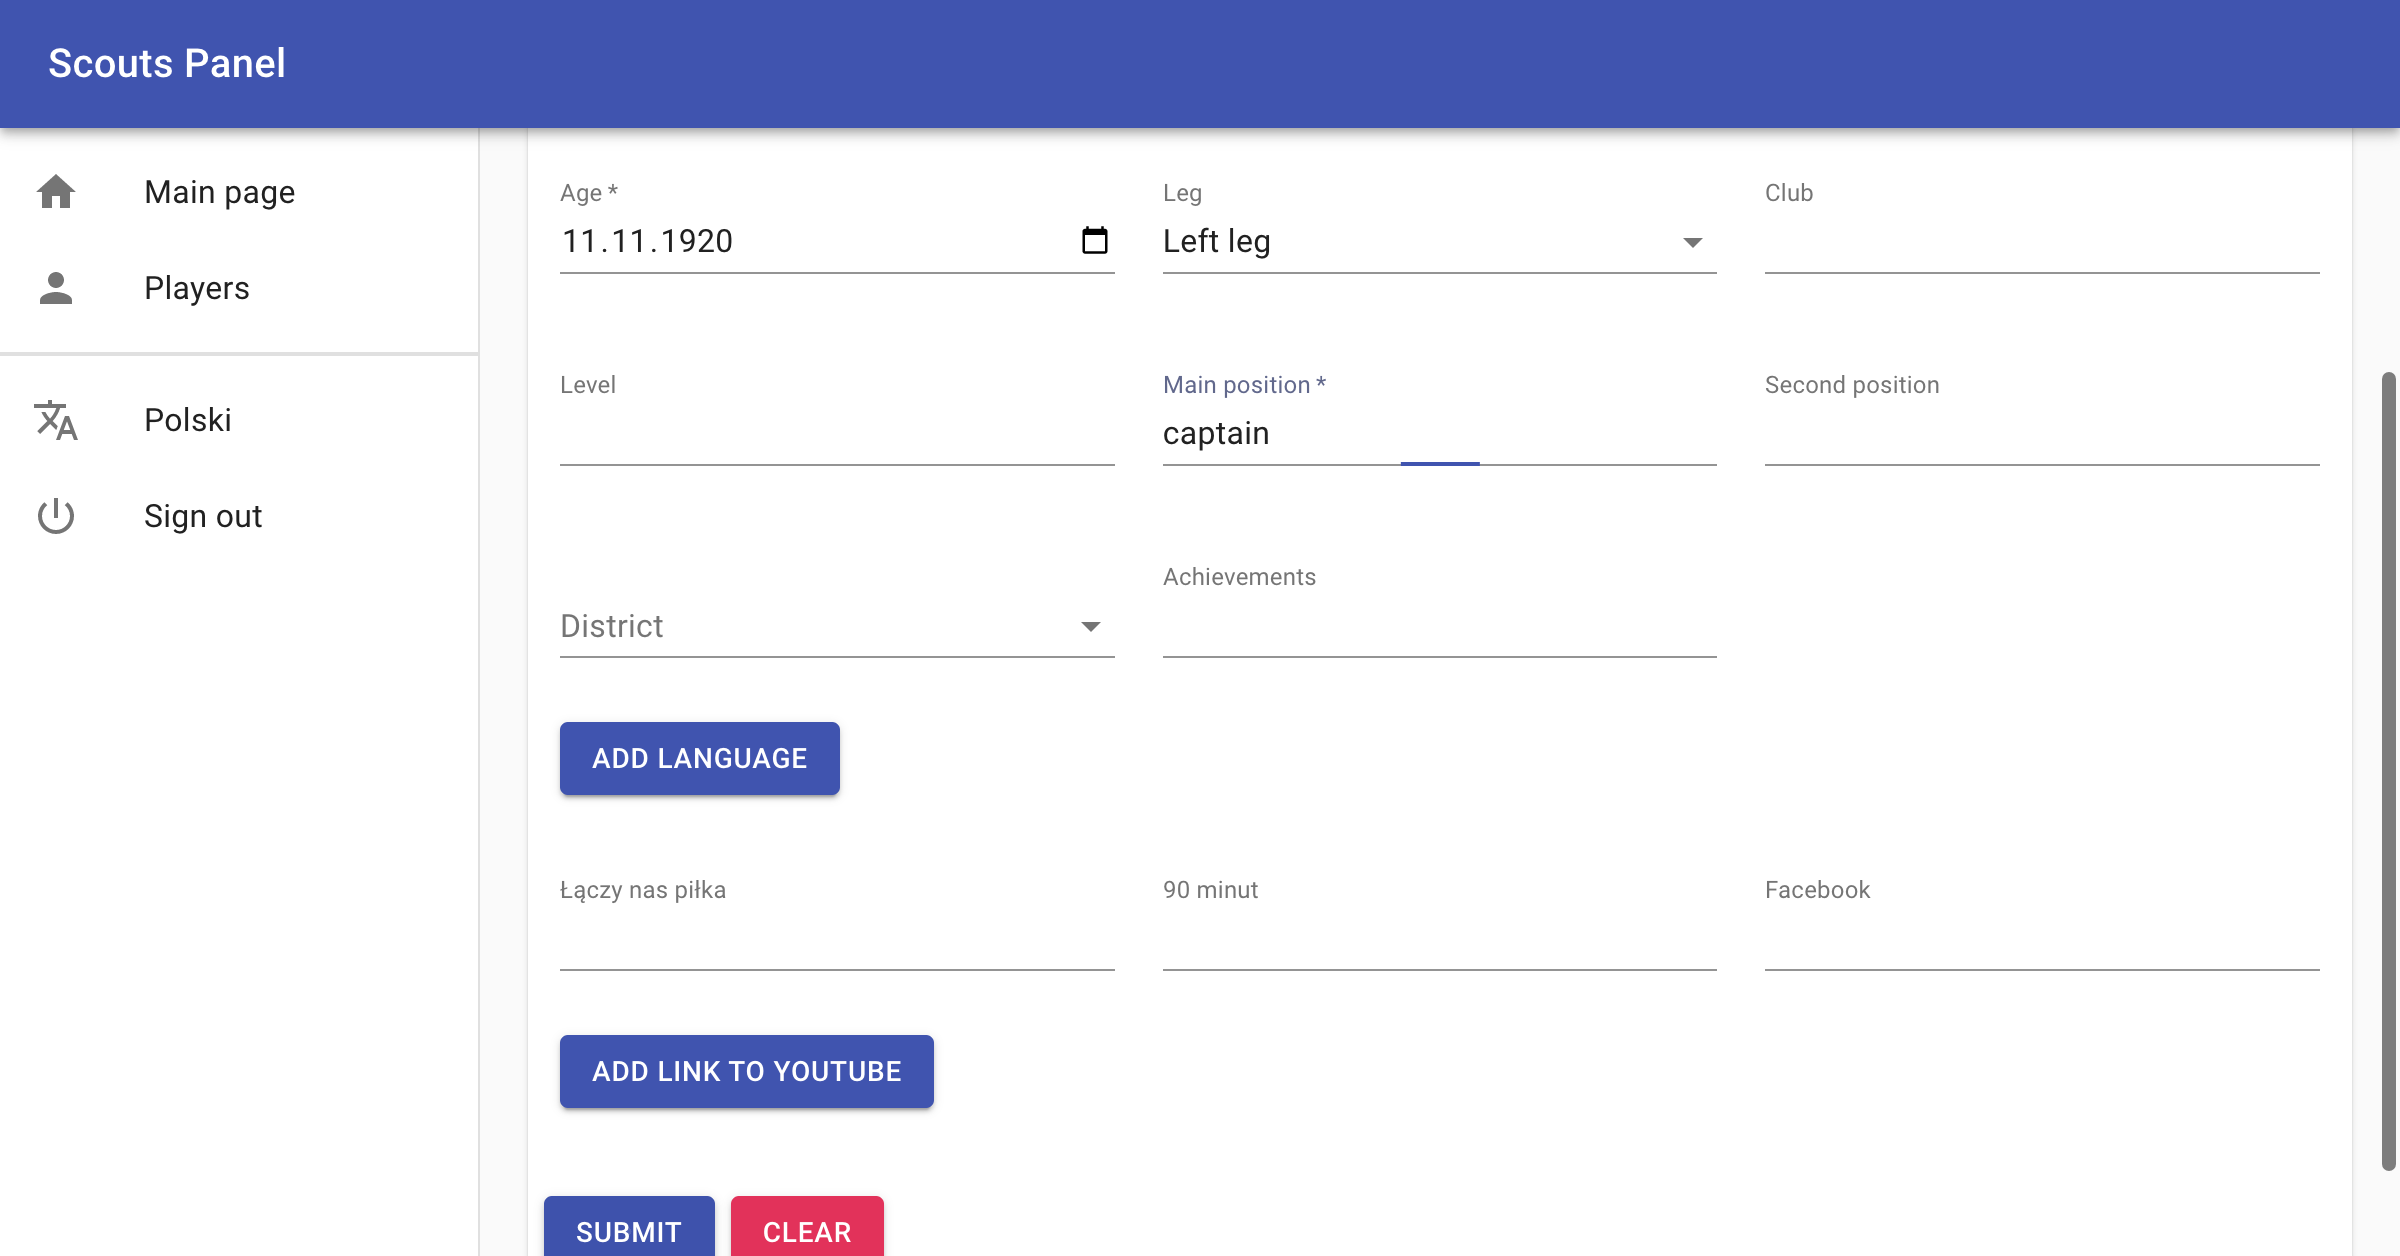 Scouts Panel
Main page
Players
Polski
Sign out
Age *
11.11.1920
Leg
Left leg
Club
Level
Main position *
captain
Second position
District
Achievements
ADD LANGUAGE
Łączy nas piłka
90 minut
Facebook
ADD LINK TO YOUTUBE
SUBMIT
CLEAR